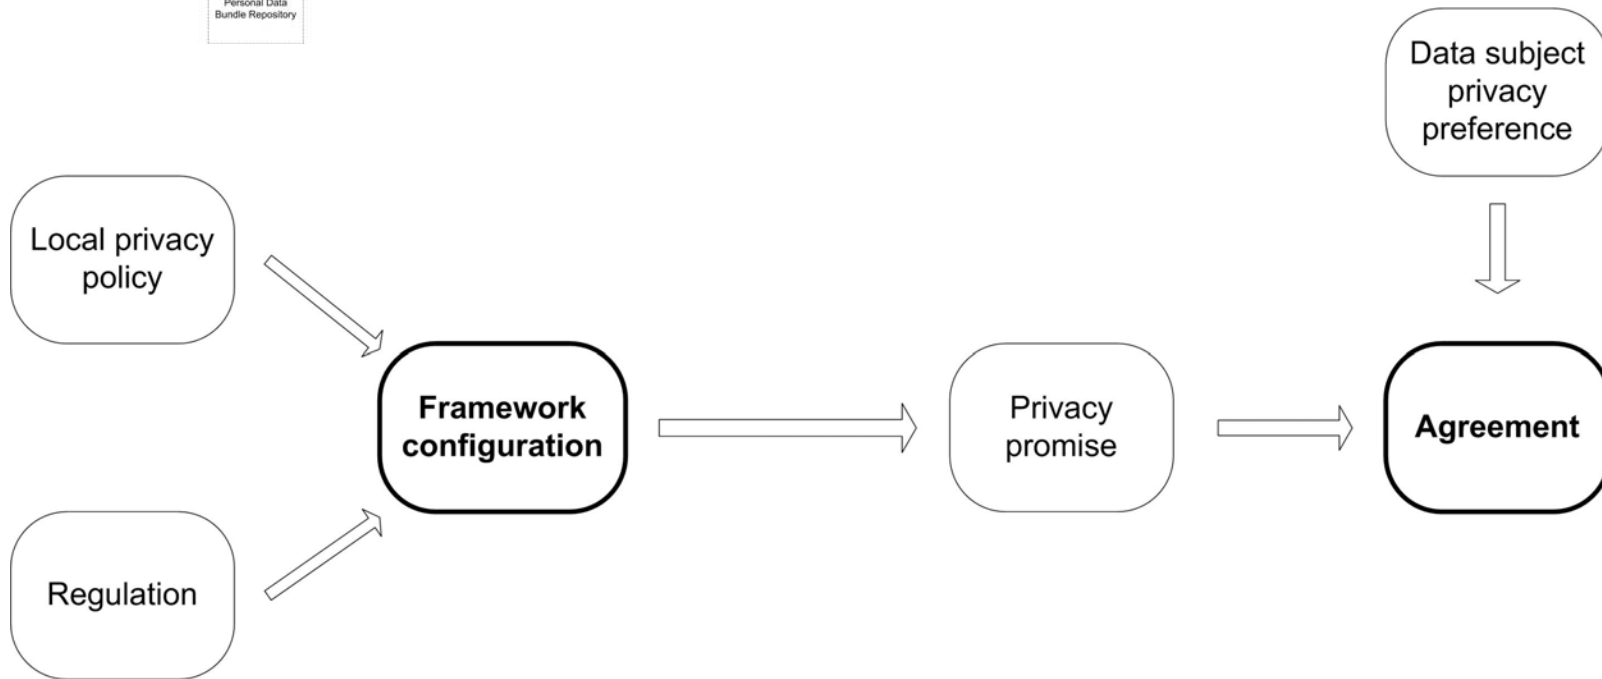 Personal Data
Bundle Repository
Data subject
privacy
preference
Local privacy
policy
Framework
configuration
Privacy
promise
Agreement
Regulation